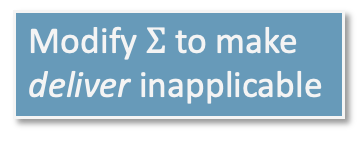 Modify Σ to make
deliver inapplicable